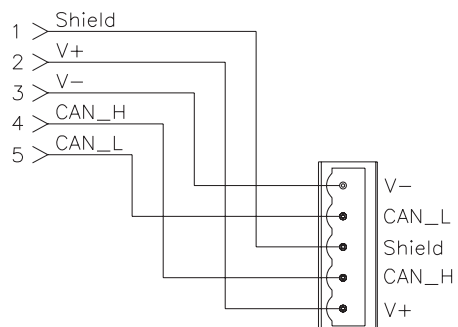 1 Shield
2 V+
3 V-
4 CAN_H
5 CAN_L
V-
CAN_L
Shield
CAN_H
V+